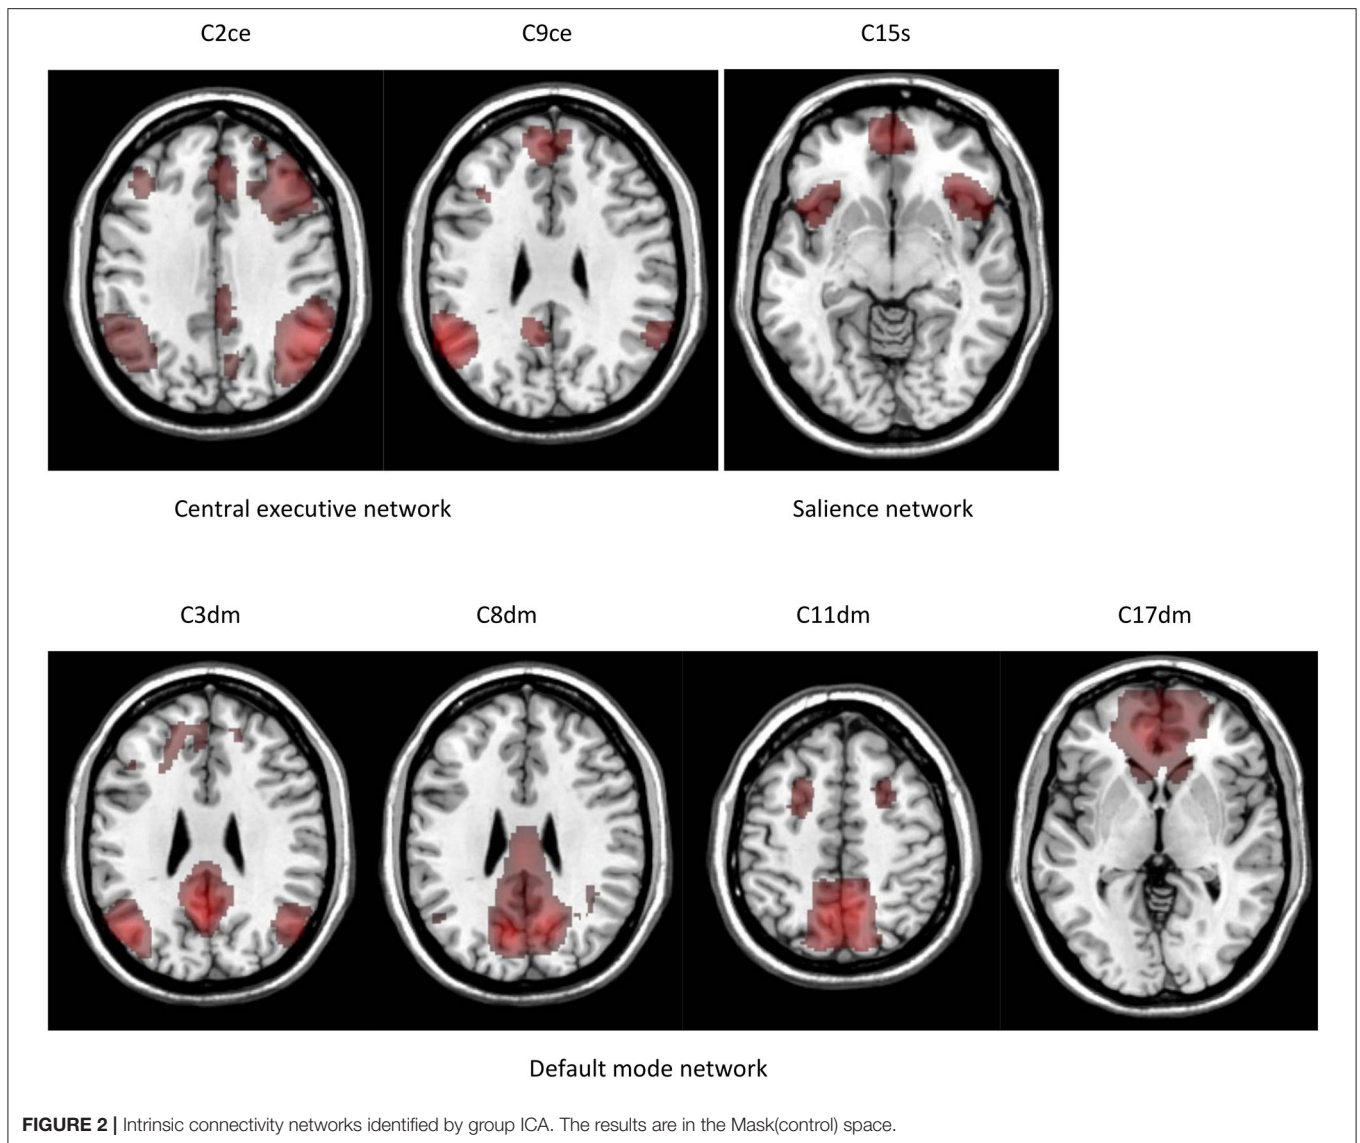 C2ce C9ce C15s
Central executive network Salience network
C3dm C8dm C11dm C17dm
Default mode network
FIGURE 2 | Intrinsic connectivity networks identified by group ICA. The results are in the Mask(control) space.